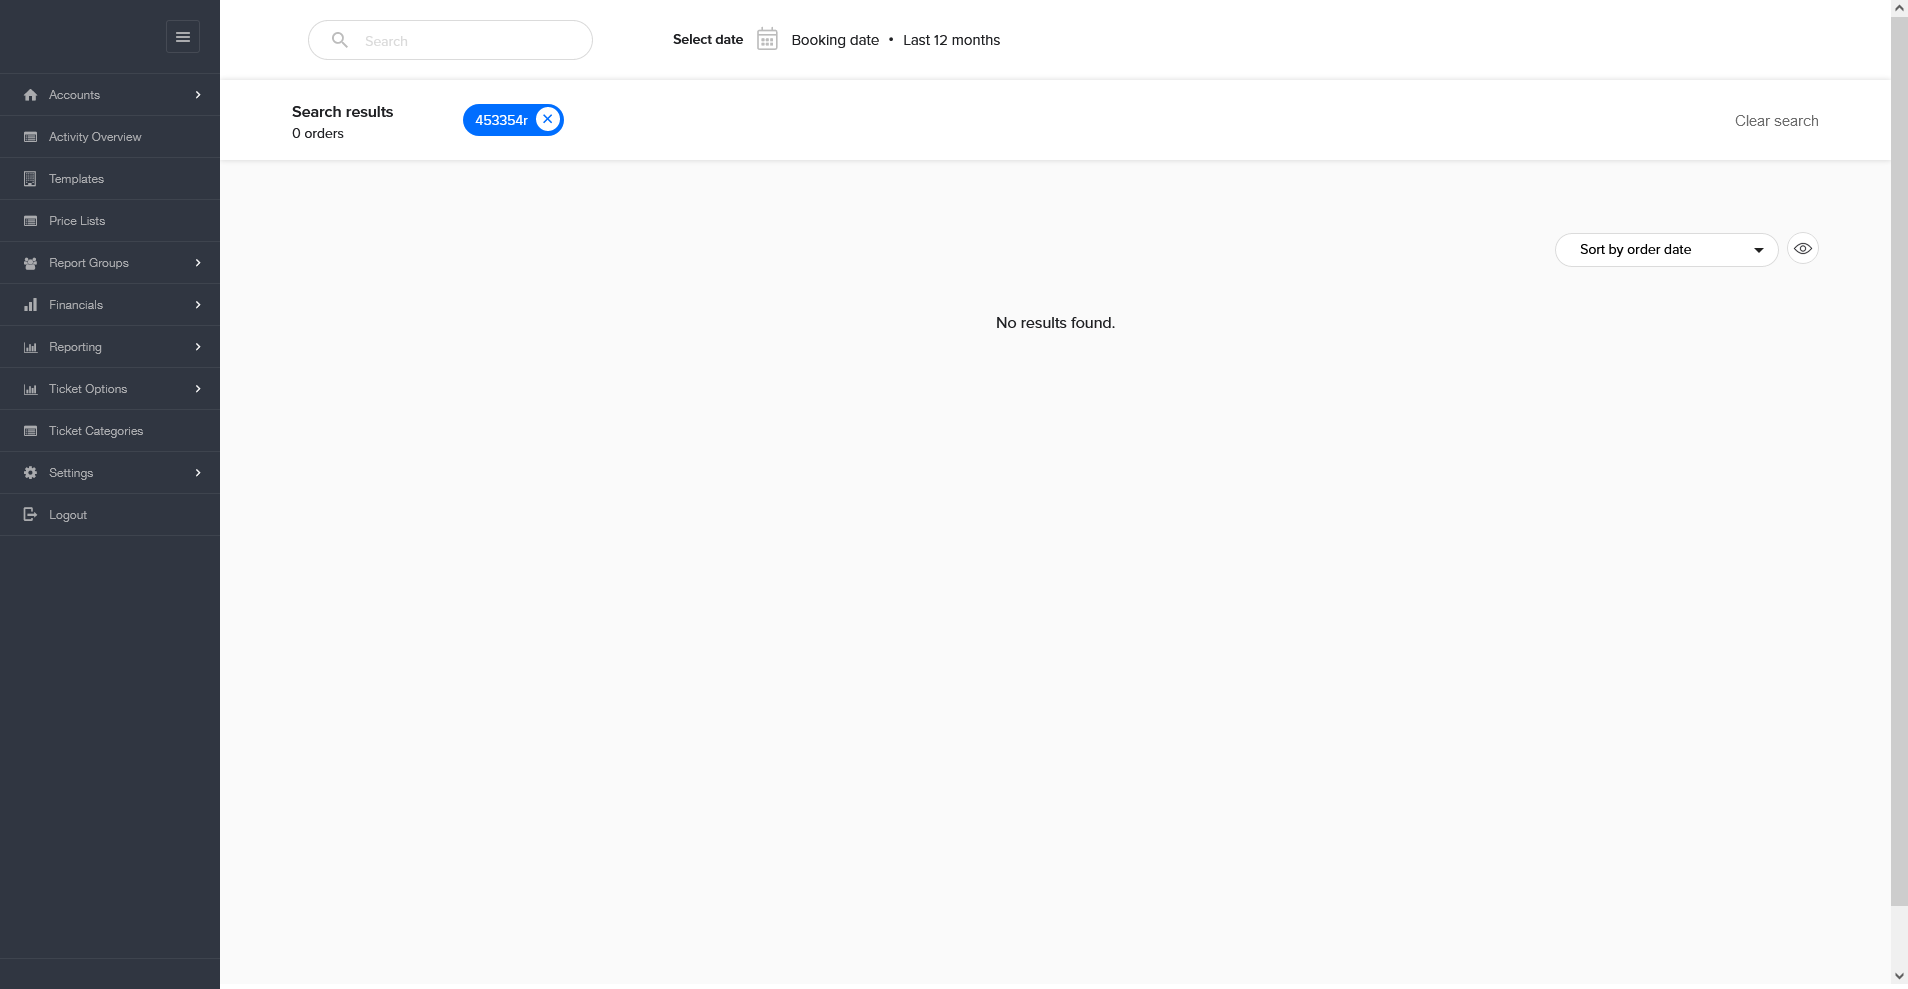 Search
Select date
Booking date • Last 12 months
Accounts
Activity Overview
Templates
Price Lists
Report Groups
Financials
Reporting
Ticket Options
Ticket Categories
Settings
Logout
Search results
0 orders
453354r
Clear search
Sort by order date
No results found.